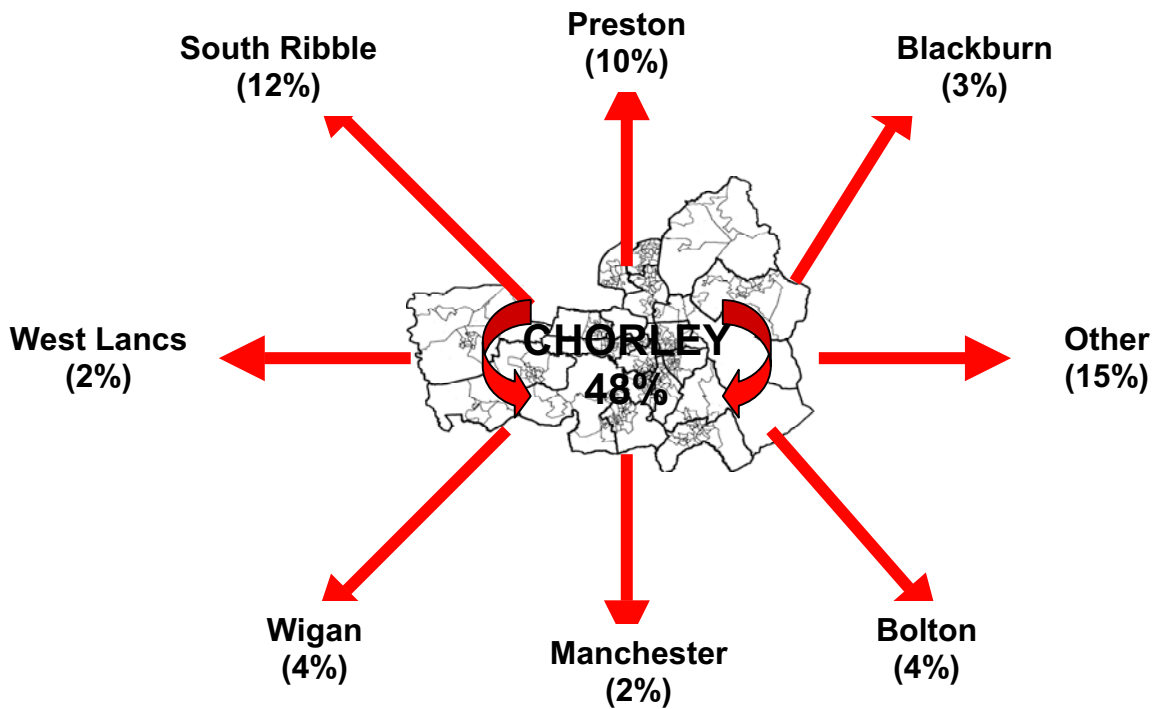 Preston
(10%)
South Ribble
(12%)
Blackburn
(3%)
CHORLEY
48%
West Lancs
(2%)
Other
(15%)
Wigan
(4%)
Manchester
(2%)
Bolton
(4%)